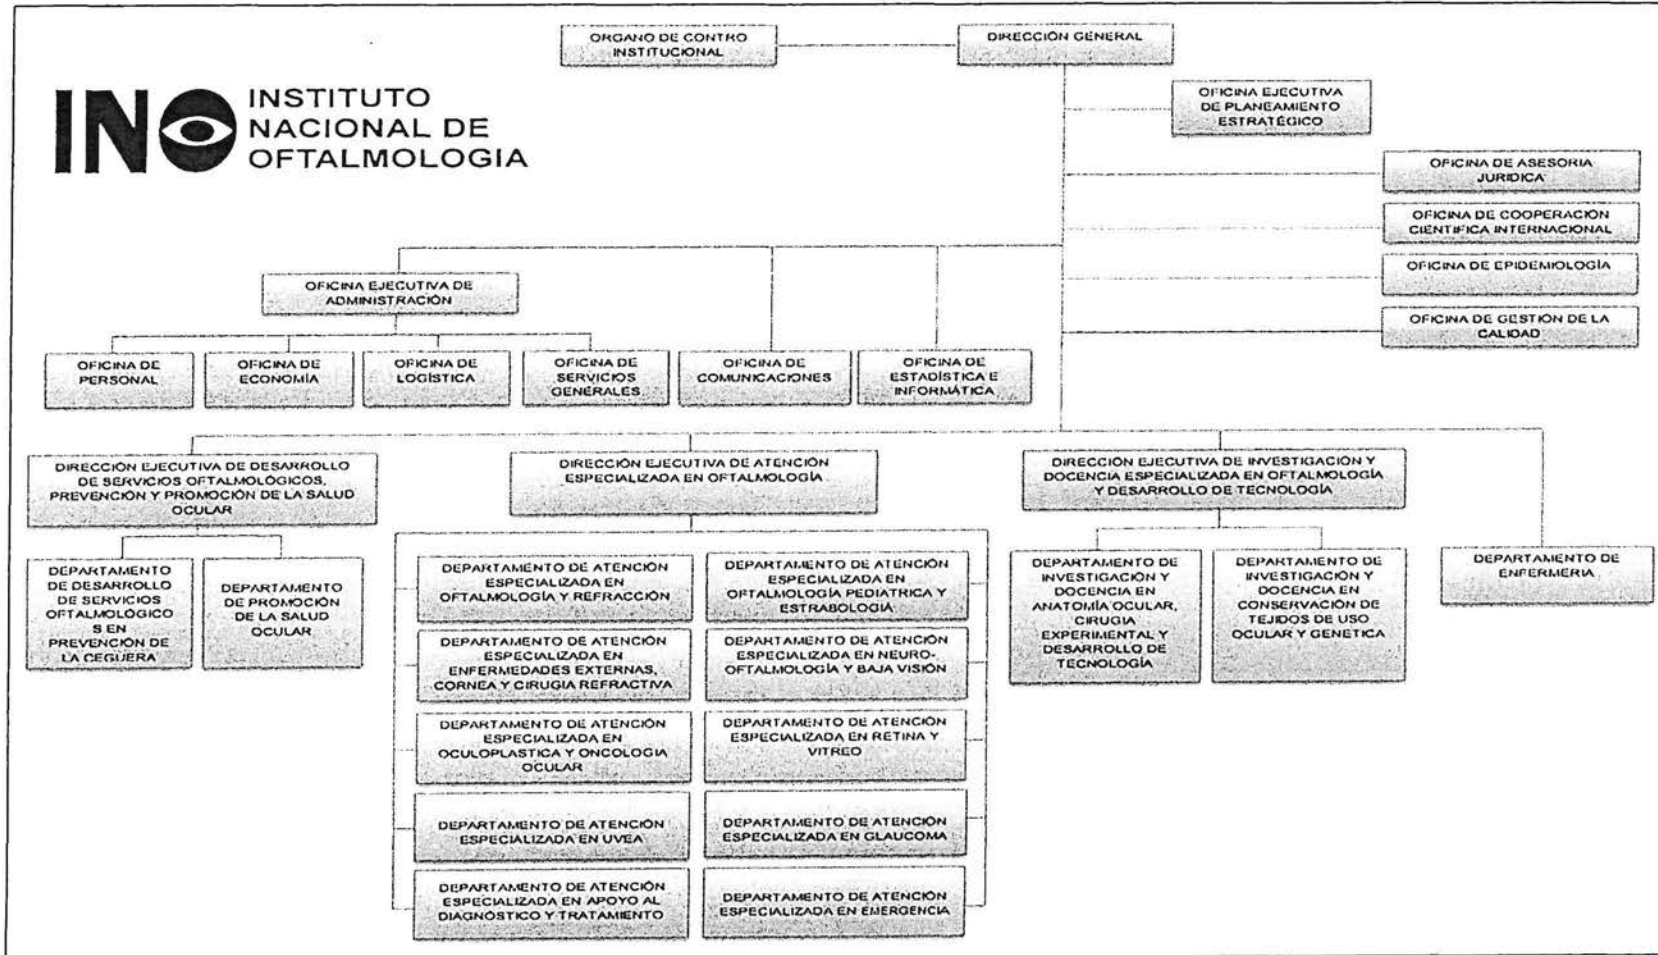 ORGANO DE CONTRO
INSTITUCIONAL
DIRECCIÓN GENERAL
INO
INSTITUTO
NACIONAL DE
OFTALMOLOGIA
OFICINA EJECUTIVA
DE PLANEAMIENTO
ESTRATÉGICO
OFICINA DE ASESORIA
JURIDICA
OFICINA DE COOPERACIÓN
CIENTIFICA INTERNACIONAL
OFICINA DE EPIDEMIOLOGÍA
OFICINA DE GESTIÓN DE LA
CALIDAD
OFICINA EJECUTIVA DE
ADMINISTRACIÓN
OFICINA DE
PERSONAL
OFICINA DE
ECONOMÍA
OFICINA DE
LOGÍSTICA
OFICINA DE
SERVICIOS
GENERALES
OFICINA DE
COMUNICACIONES
OFICINA DE
ESTADÍSTICA E
INFORMÁTICA
DIRECCIÓN EJECUTIVA DE DESARROLLO
DE SERVICIOS OFTALMOLÓGICOS,
PREVENCIÓN Y PROMOCIÓN DE LA SALUD
OCULAR
DIRECCIÓN EJECUTIVA DE ATENCIÓN
ESPECIALIZADA EN OFTALMOLOGÍA
DIRECCIÓN EJECUTIVA DE INVESTIGACIÓN Y
DOCENCIA ESPECIALIZADA EN OFTALMOLOGÍA
Y DESARROLLO DE TECNOLOGÍA
DEPARTAMENTO
DE DESARROLLO
DE SERVICIOS
OFTALMOLÓGICO
S EN
PREVENCIÓN DE
LA CEGUERA
DEPARTAMENTO
DE PROMOCIÓN
DE LA SALUD
OCULAR
DEPARTAMENTO DE ATENCIÓN
ESPECIALIZADA EN
OFTALMOLOGÍA Y REFRACCIÓN
DEPARTAMENTO DE ATENCIÓN
ESPECIALIZADA EN
OFTALMOLOGÍA PEDIATRICA Y
ESTRABOLOGIA
DEPARTAMENTO DE ATENCIÓN
ESPECIALIZADA EN
ENFERMEDADES EXTERNAS,
CORNEA Y CIRUGIA REFRACTIVA
DEPARTAMENTO DE ATENCIÓN
ESPECIALIZADA EN NEURO-
OFTALMOLOGÍA Y BAJA VISIÓN
DEPARTAMENTO DE ATENCIÓN
ESPECIALIZADA EN
OCULOPLASTICA Y ONCOLOGIA
OCULAR
DEPARTAMENTO DE ATENCIÓN
ESPECIALIZADA EN RETINA Y
VITREO
DEPARTAMENTO DE ATENCIÓN
ESPECIALIZADA EN UVEA
DEPARTAMENTO DE ATENCIÓN
ESPECIALIZADA EN GLAUCOMA
DEPARTAMENTO DE ATENCIÓN
ESPECIALIZADA EN APOYO AL
DIAGNÓSTICO Y TRATAMIENTO
DEPARTAMENTO DE ATENCIÓN
ESPECIALIZADA EN EMERGENCIA
DEPARTAMENTO DE
INVESTIGACIÓN Y
DOCENCIA EN
ANATOMÍA OCULAR,
CIRUGIA
EXPERIMENTAL Y
DESARROLLO DE
TECNOLOGÍA
DEPARTAMENTO DE
INVESTIGACIÓN Y
DOCENCIA EN
CONSERVACIÓN DE
TEJIDOS DE USO
OCULAR Y GENETICA
DEPARTAMENTO DE
ENFERMERIA